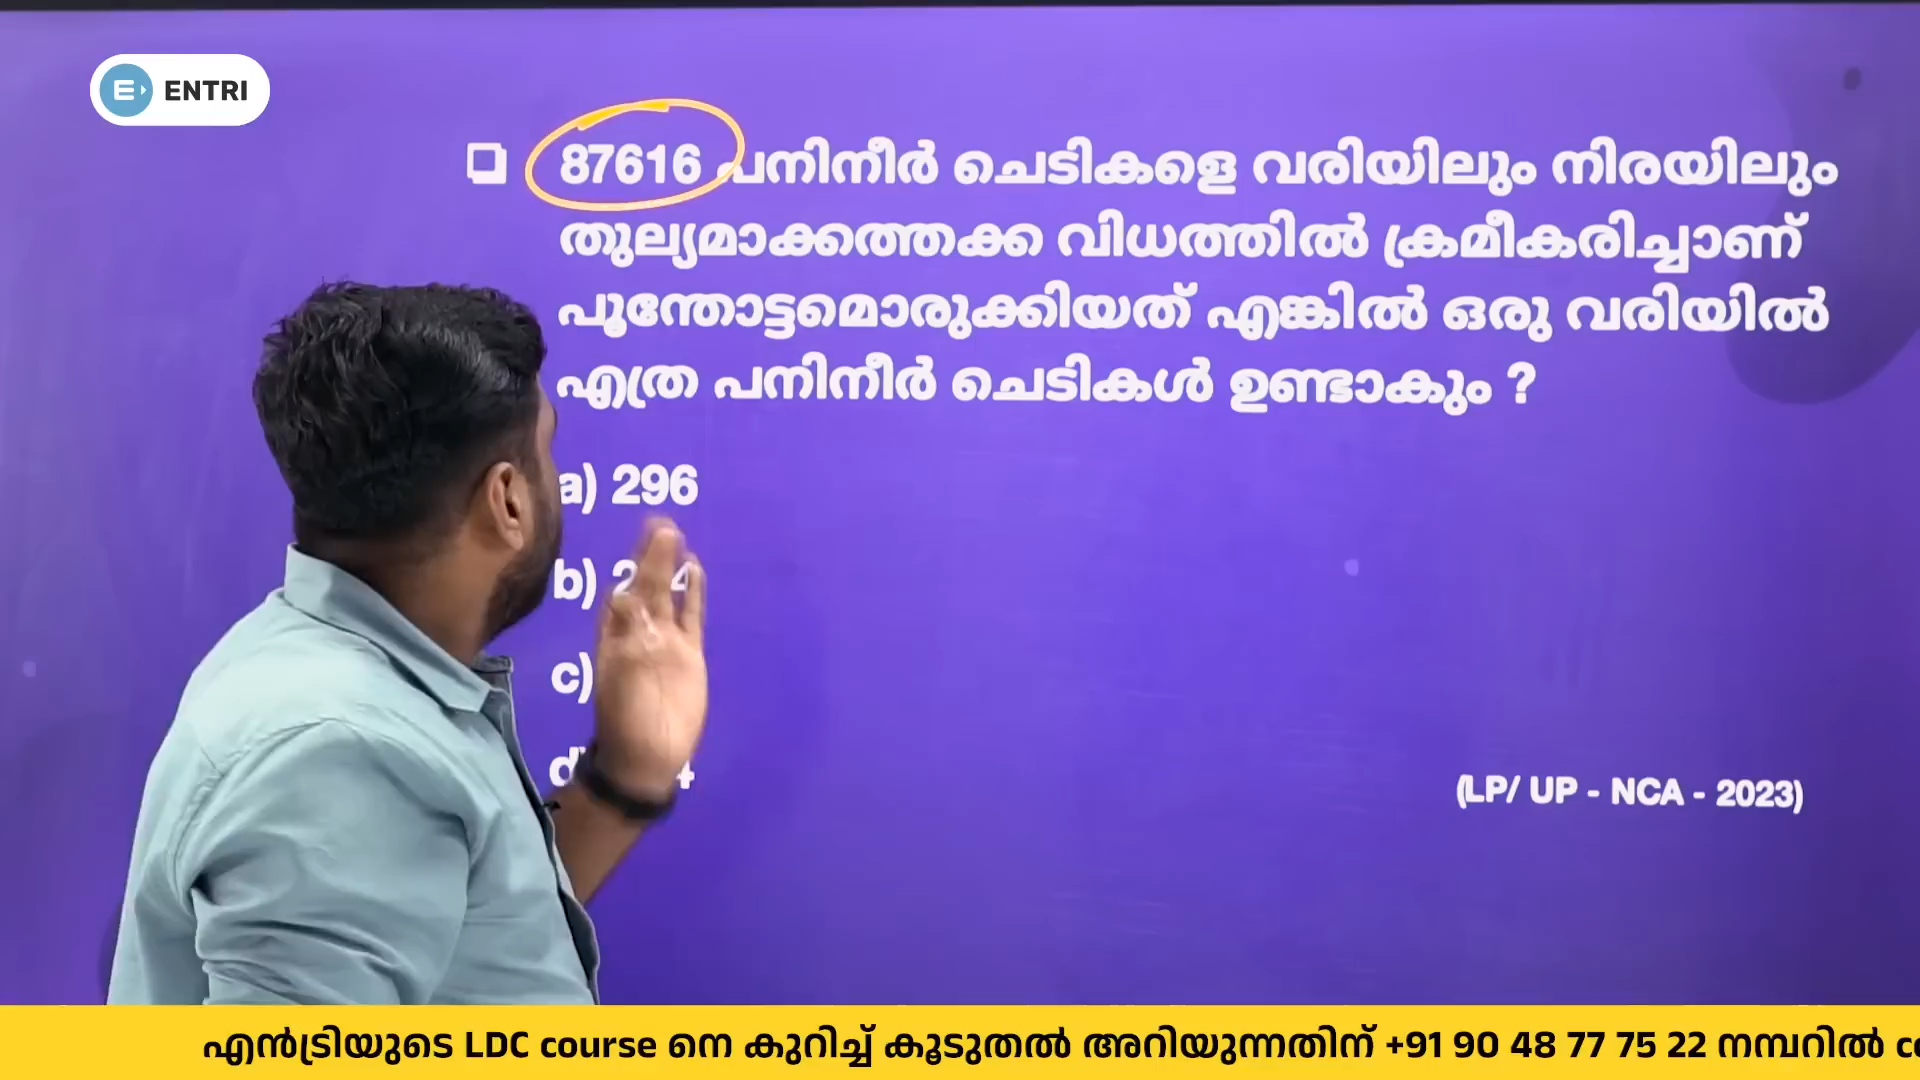 ENTRI
87616 പനിനീർ ചെടികളെ വരിയിലും നിരയിലും
തുല്യമാക്കത്തക്ക വിധത്തിൽ ക്രമീകരിച്ചാണ്
പൂന്തോട്ടമൊരുക്കിയത് എങ്കിൽ ഒരു വരിയിൽ
എത്ര പനിനീർ ചെടികൾ ഉണ്ടാകും ?
a) 296
b)
c)
(LP/ UP - NCA - 2023)
എൻട്രിയുടെ LDC course നെ കുറിച്ച് കൂടുതൽ അറിയുന്നതിന് +91 90 48 77 75 22 നമ്പറിൽ